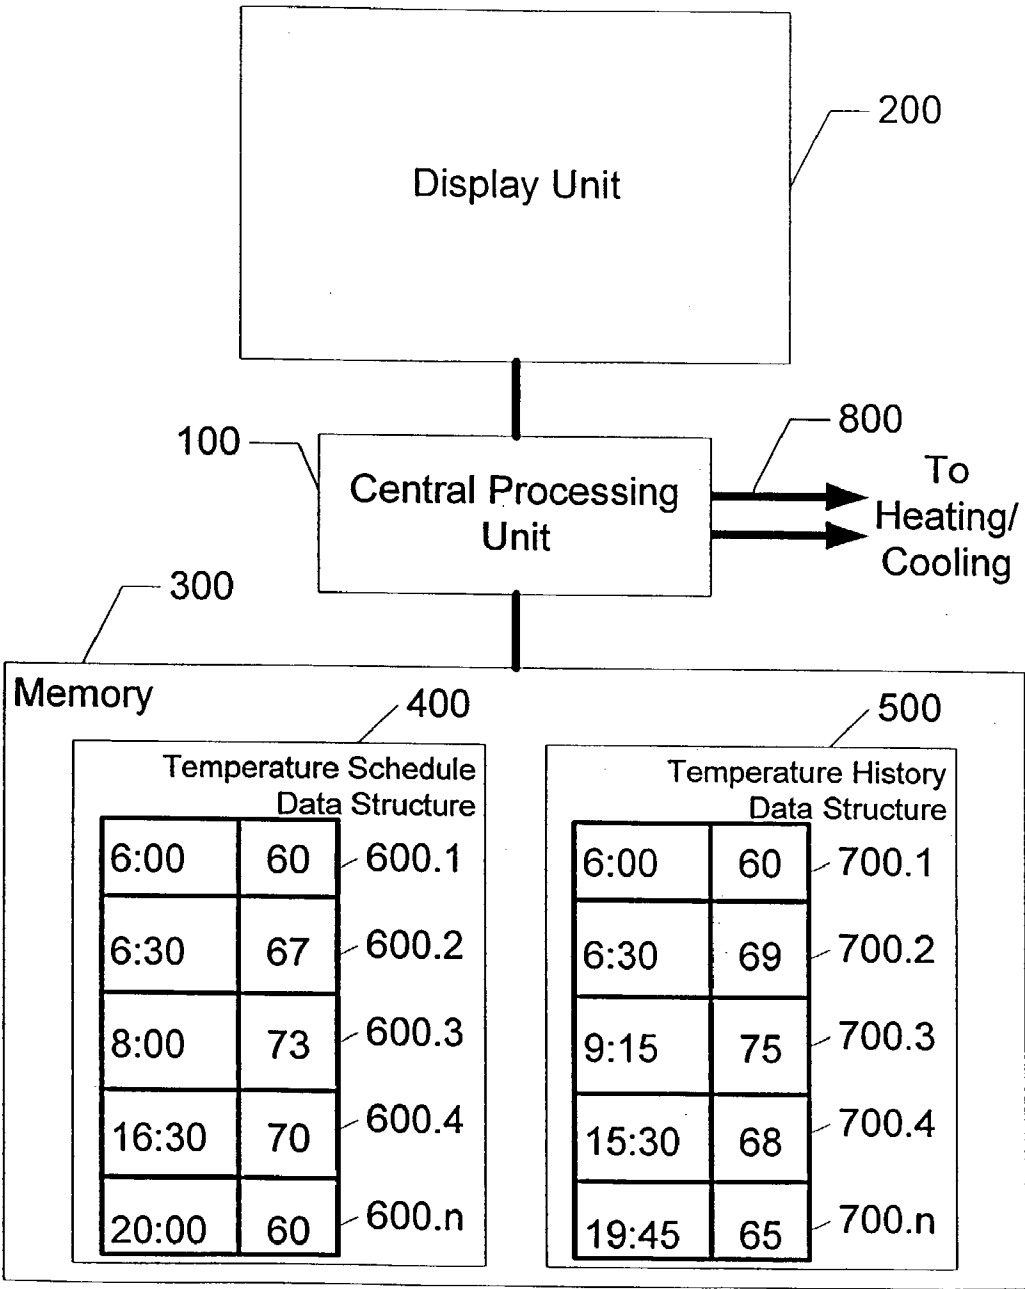 200
Display Unit
100
Central Processing
Unit
800
To
Heating/
Cooling
300
Memory
400
Temperature Schedule
Data Structure
6:00 60 600.1
6:30 67 600.2
8:00 73 600.3
16:30 70 600.4
20:00 60 600.n
500
Temperature History
Data Structure
6:00 60 700.1
6:30 69 700.2
9:15 75 700.3
15:30 68 700.4
19:45 65 700.n